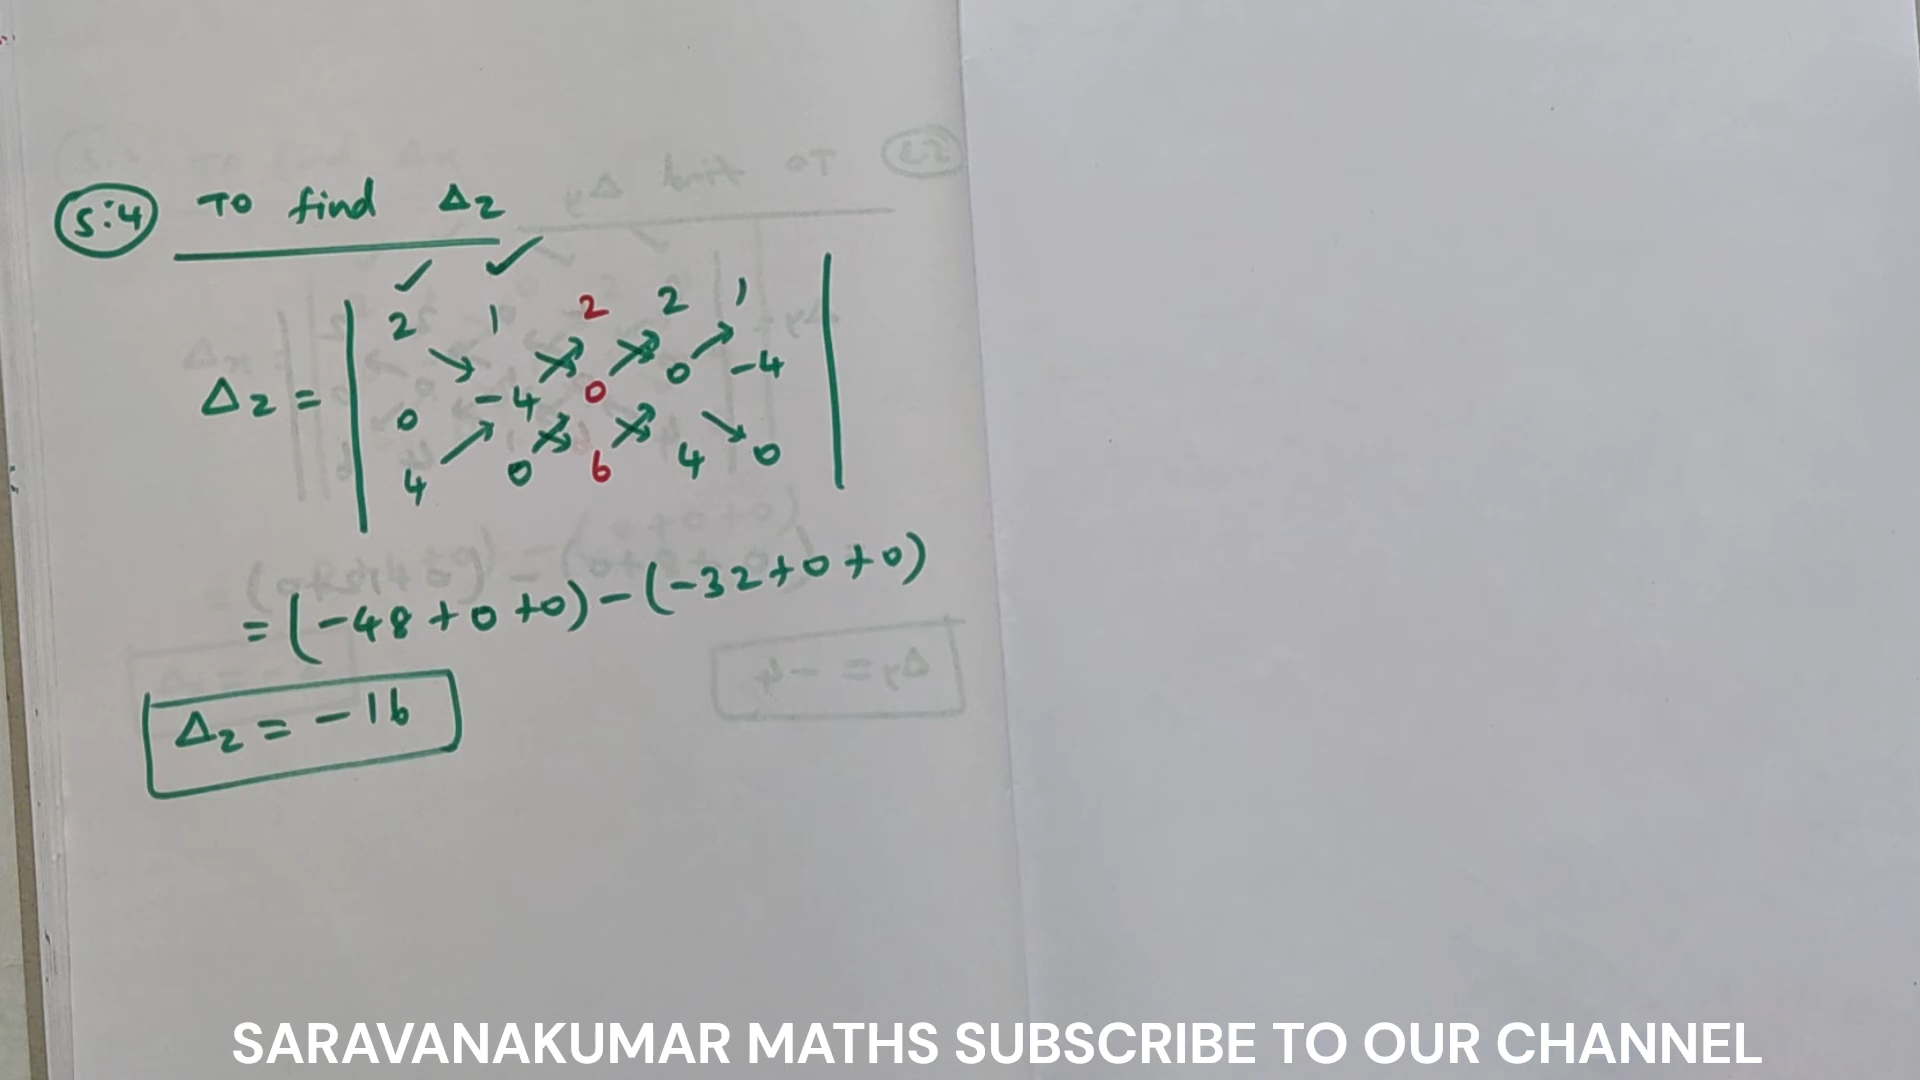 S:4 To find Δz
Δz = | 2 1 2 2 1 |
0 -4 0 0 -4
4 0 6 4 0
= (-48+0+0)-(-32+0+0)
Δz = -16
SARAVANAKUMAR MATHS SUBSCRIBE TO OUR CHANNEL